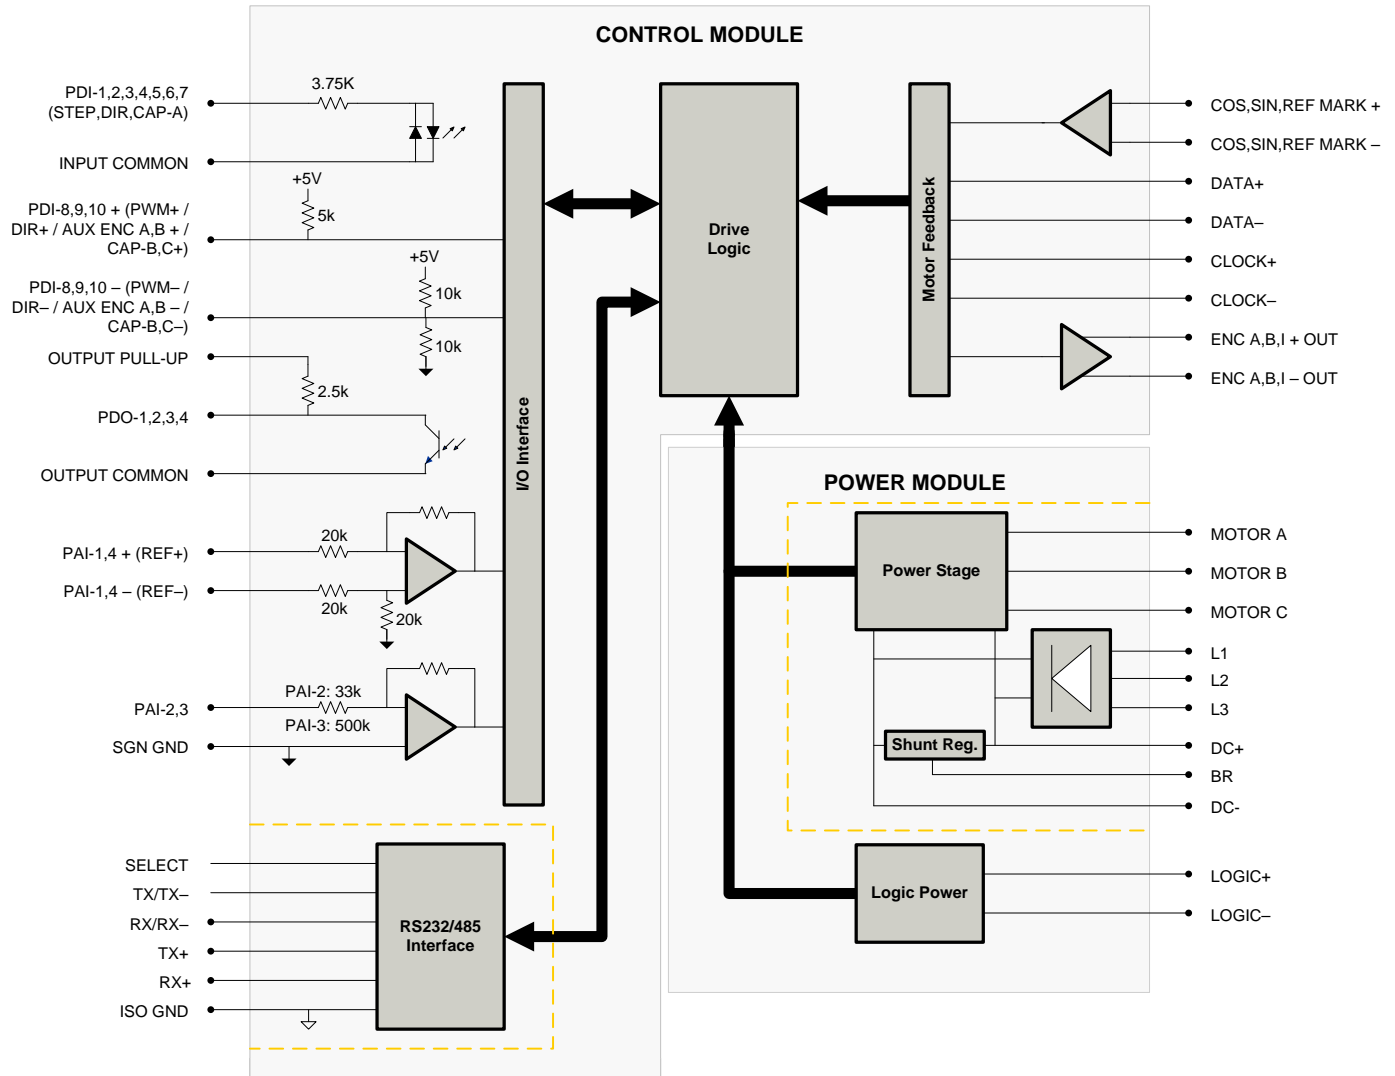 CONTROL MODULE
PDI-1,2,3,4,5,6,7
(STEP,DIR,CAP-A)
3.75K
INPUT COMMON
+5V
PDI-8,9,10 + (PWM+ /
DIR+ / AUX ENC A,B + /
CAP-B,C+)
5k
+5V
PDI-8,9,10 – (PWM– /
DIR– / AUX ENC A,B – /
CAP-B,C–)
10k
10k
OUTPUT PULL-UP
2.5k
PDO-1,2,3,4
OUTPUT COMMON
PAI-1,4 + (REF+)
20k
PAI-1,4 – (REF–)
20k
20k
PAI-2: 33k
PAI-2,3
PAI-3: 500k
SGN GND
I/O Interface
Drive
Logic
Motor Feedback
COS,SIN,REF MARK +
COS,SIN,REF MARK –
DATA+
DATA–
CLOCK+
CLOCK–
ENC A,B,I + OUT
ENC A,B,I – OUT
POWER MODULE
Power Stage
MOTOR A
MOTOR B
MOTOR C
L1
L2
L3
Shunt Reg.
DC+
BR
DC-
Logic Power
LOGIC+
LOGIC–
SELECT
TX/TX–
RX/RX–
TX+
RX+
ISO GND
RS232/485
Interface